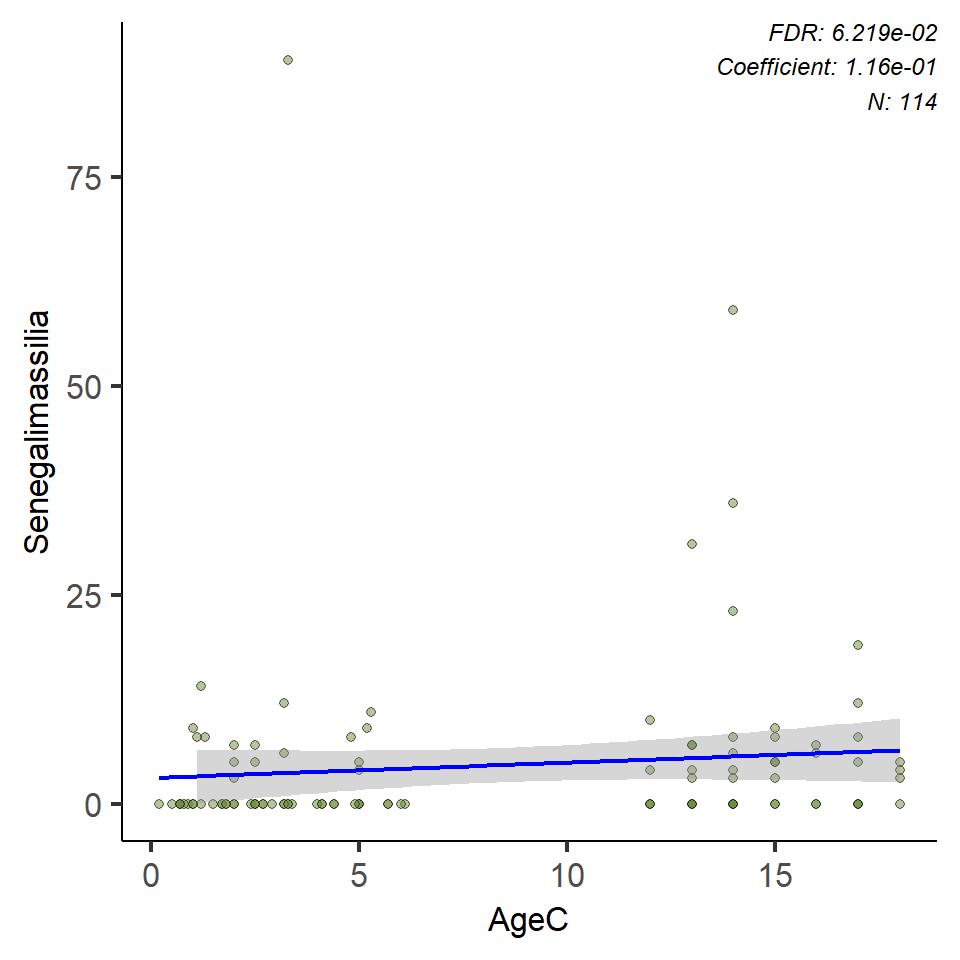 FDR: 6.219e-02
Coefficient: 1.16e-01
N: 114
75
50
25
0
Senegalimassilia
0 5 10 15
AgeC